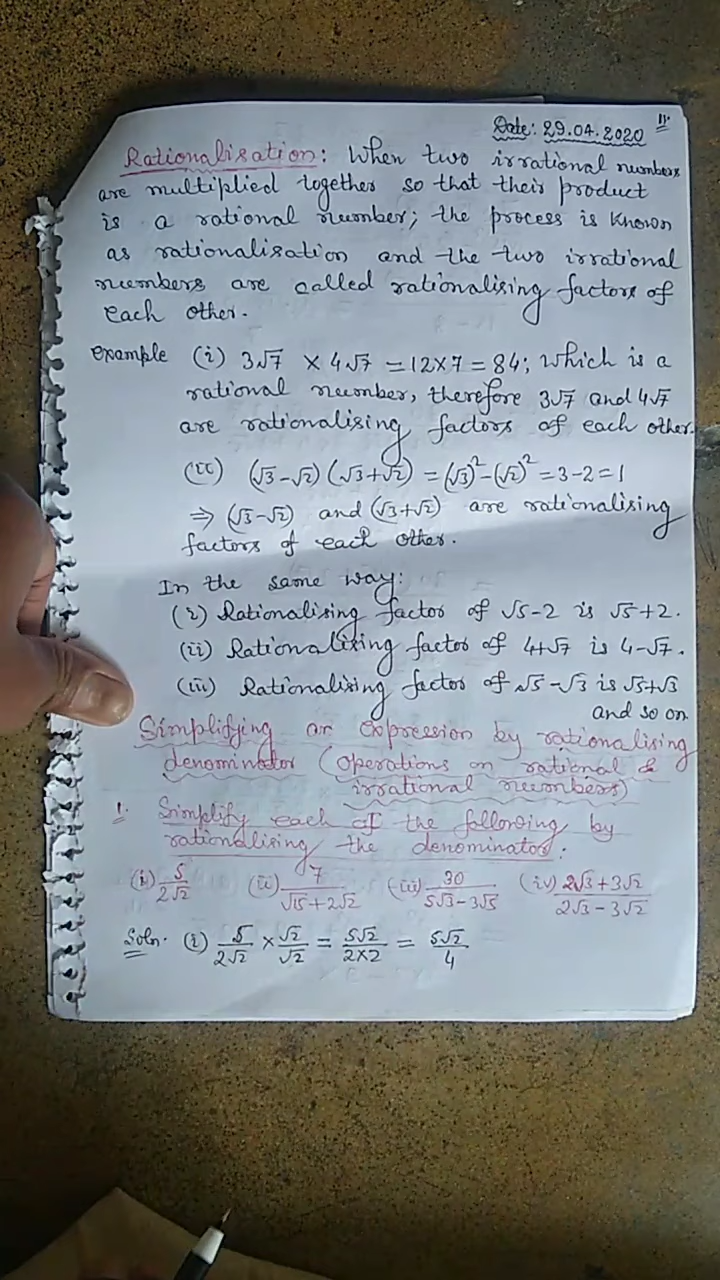 Date: 29.04.2020
Rationalisation: When two irrational numbers
are multiplied together so that their product
is a rational number; the process is known
as rationalisation and the two irrational
numbers are called rationalising factors of
each other.
example (i) 3√7 × 4√7 = 12×7 = 84; which is a
rational number, therefore 3√7 and 4√7
are rationalising factors of each other.
(ii) (√3-√2) (√3+√2) = (√3)² - (√2)² = 3-2 = 1
⇒ (√3-√2) and (√3+√2) are rationalising
factors of each other.
In the same way:
(i) Rationalising factor of √5-2 is √5+2.
(ii) Rationalising factor of 4+√7 is 4-√7.
(iii) Rationalising factor of √5-√3 is √5+√3
and so on
Simplifying an expression by rationalising
denominator (operations on rational &
irrational numbers)
1. Simplify each of the following by
rationalising the denominator:
(i) 5/2√2 (ii) 7/(√15+2√2) (iii) 30/(5√3-3√5) (iv) (2√3+3√2)/(2√3-3√2)
Soln. (i) 5/2√2 × √2/√2 = 5√2/2×2 = 5√2/4